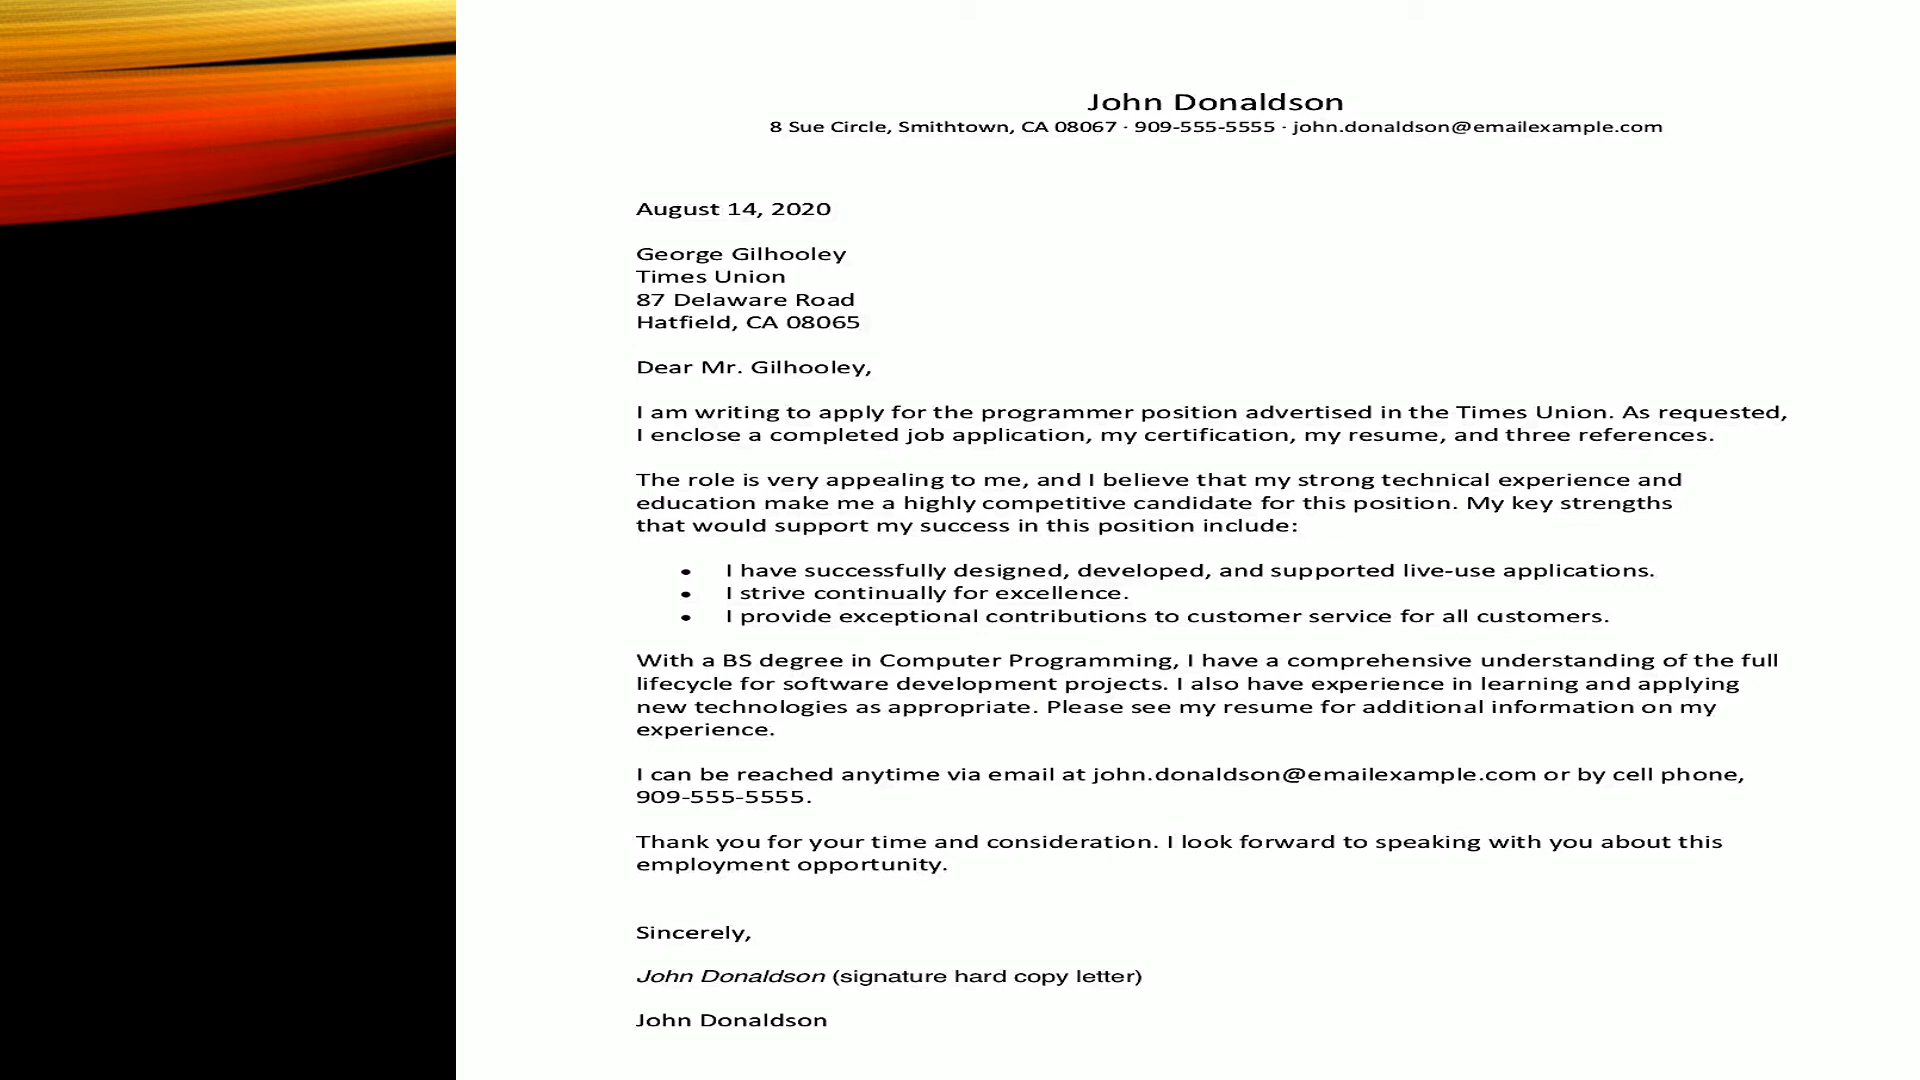 John Donaldson
8 Sue Circle, Smithtown, CA 08067 · 909-555-5555 · john.donaldson@emailexample.com
August 14, 2020
George Gilhooley
Times Union
87 Delaware Road
Hatfield, CA 08065
Dear Mr. Gilhooley,
I am writing to apply for the programmer position advertised in the Times Union. As requested,
I enclose a completed job application, my certification, my resume, and three references.
The role is very appealing to me, and I believe that my strong technical experience and
education make me a highly competitive candidate for this position. My key strengths
that would support my success in this position include:
• I have successfully designed, developed, and supported live-use applications.
• I strive continually for excellence.
• I provide exceptional contributions to customer service for all customers.
With a BS degree in Computer Programming, I have a comprehensive understanding of the full
lifecycle for software development projects. I also have experience in learning and applying
new technologies as appropriate. Please see my resume for additional information on my
experience.
I can be reached anytime via email at john.donaldson@emailexample.com or by cell phone,
909-555-5555.
Thank you for your time and consideration. I look forward to speaking with you about this
employment opportunity.
Sincerely,
John Donaldson (signature hard copy letter)
John Donaldson